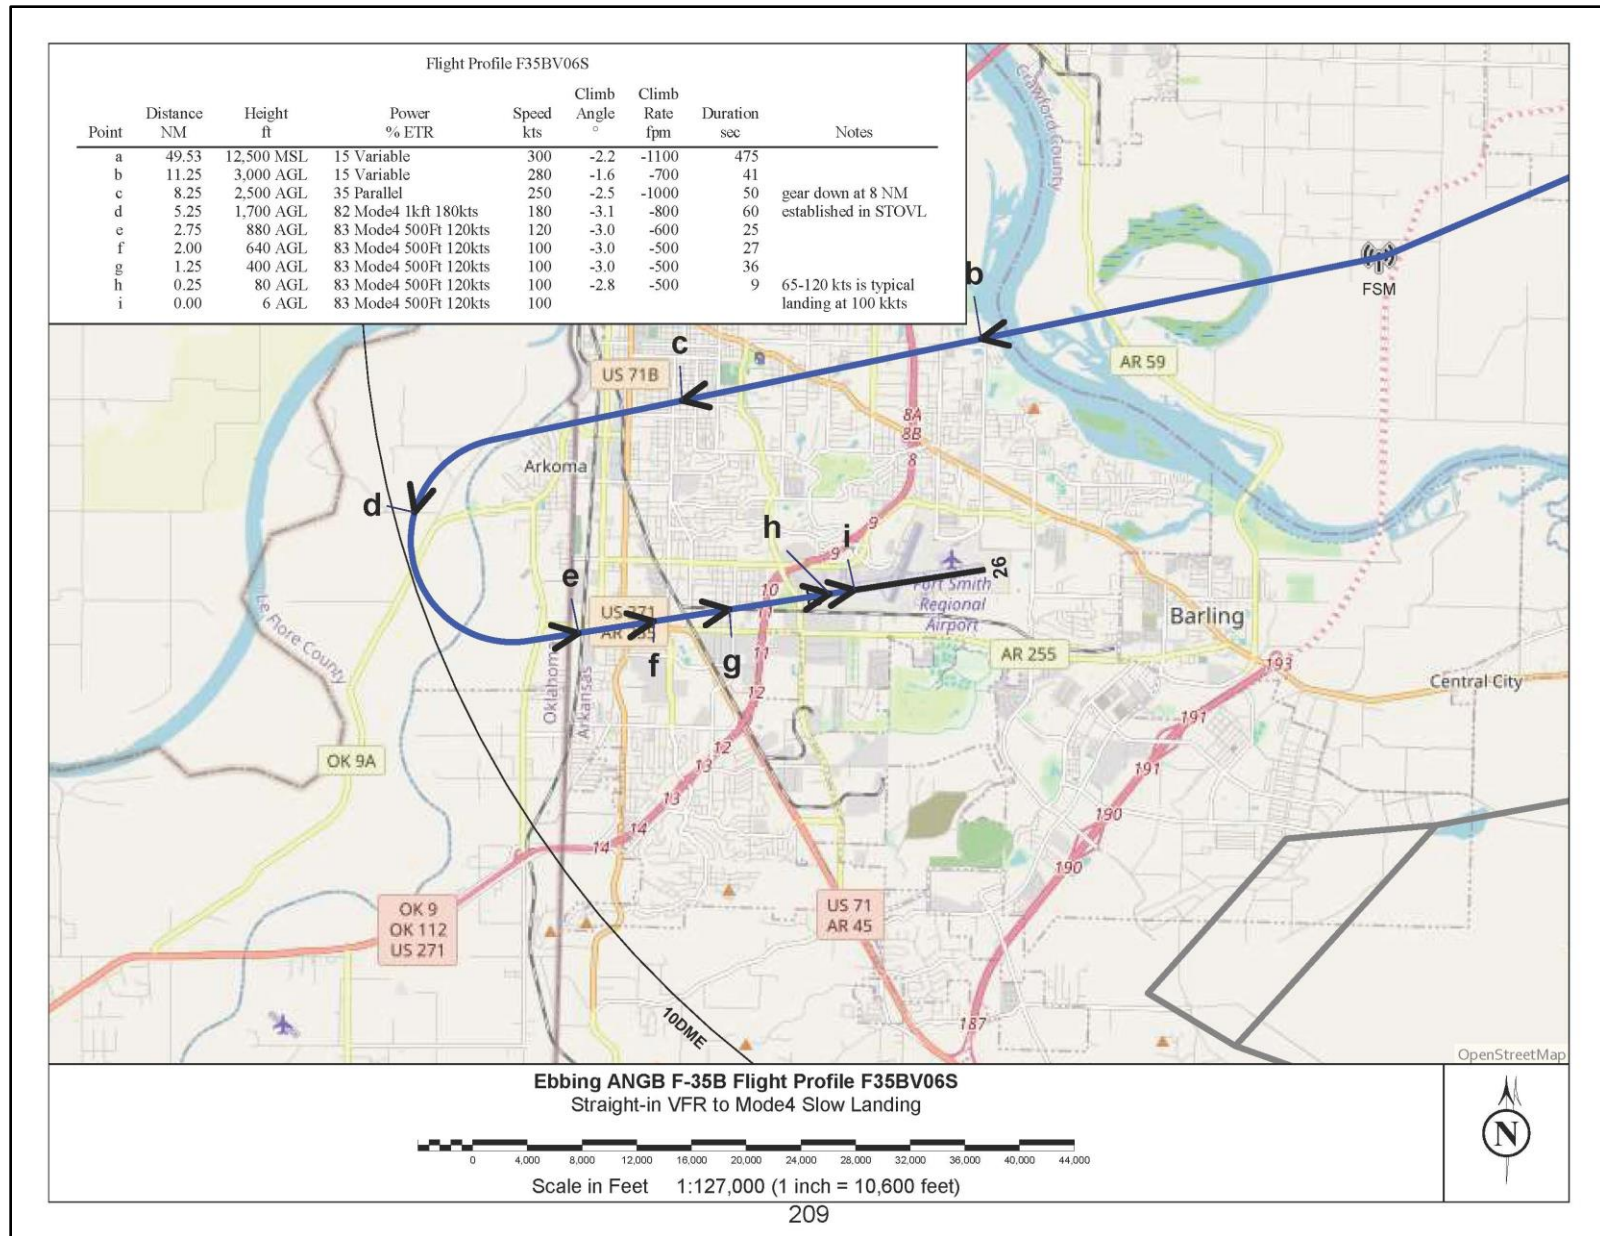 Flight Profile F35BV06S
Climb Climb
Distance Height Power Speed Angle Rate Duration
Point NM ft % ETR kts ° fpm sec Notes
a 49.53 12,500 MSL 15 Variable 300 -2.2 -1100 475
b 11.25 3,000 AGL 15 Variable 280 -1.6 -700 41
c 8.25 2,500 AGL 35 Parallel 250 -2.5 -1000 50 gear down at 8 NM
d 5.25 1,700 AGL 82 Mode4 1kft 180kts 180 -3.1 -800 60 established in STOVL
e 2.75 880 AGL 83 Mode4 500Ft 120kts 120 -3.0 -600 25
f 2.00 640 AGL 83 Mode4 500Ft 120kts 100 -3.0 -500 27
g 1.25 400 AGL 83 Mode4 500Ft 120kts 100 -3.0 -500 36
h 0.25 80 AGL 83 Mode4 500Ft 120kts 100 -2.8 -500 9 65-120 kts is typical
i 0.00 6 AGL 83 Mode4 500Ft 120kts 100 landing at 100 kkts
Crawford County
b
FSM
c
US 71B
AR 59
8A
8B
8
Arkoma
d
h
i
9
9
e
26
10
Fort Smith
Regional
Airport
US 271
Barling
11
f
g
AR 255
193
Le Flore County
Oklahoma
Arkansas
12
Central City
191
12
OK 9A
13
191
13
14
190
14
190
OK 9
OK 112
US 271
US 71
AR 45
10DME
187
OpenStreetMap
Ebbing ANGB F-35B Flight Profile F35BV06S
Straight-in VFR to Mode4 Slow Landing
0 4,000 8,000 12,000 16,000 20,000 24,000 28,000 32,000 36,000 40,000 44,000
Scale in Feet 1:127,000 (1 inch = 10,600 feet)
N
209